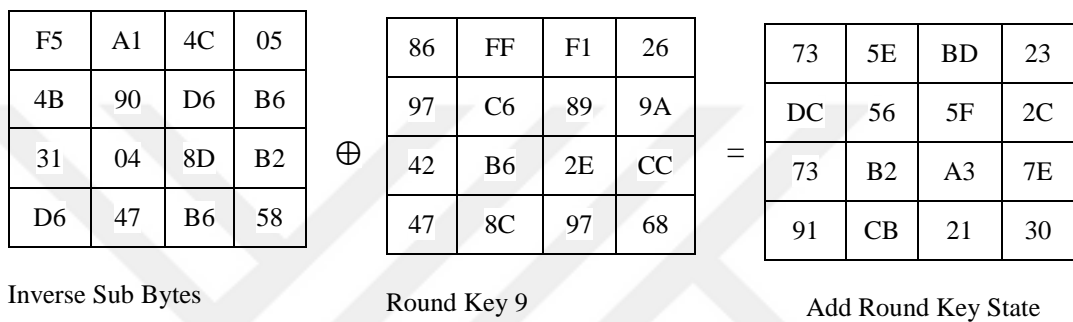 F5 A1 4C 05
4B 90 D6 B6
31 04 8D B2
D6 47 B6 58
Inverse Sub Bytes
⊕
86 FF F1 26
97 C6 89 9A
42 B6 2E CC
47 8C 97 68
Round Key 9
=
73 5E BD 23
DC 56 5F 2C
73 B2 A3 7E
91 CB 21 30
Add Round Key State